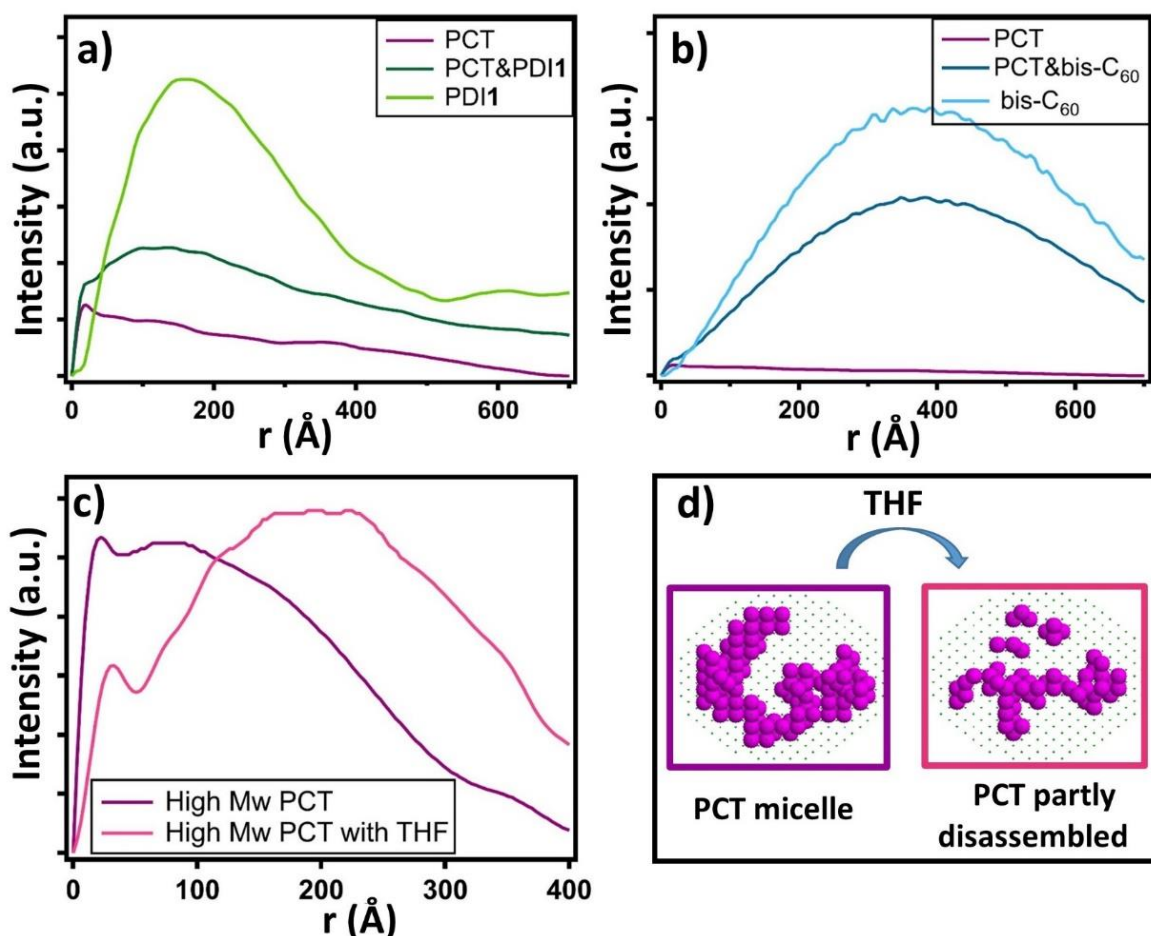 a)
PCT
PCT&PDI1
PDI1
Intensity (a.u.)
0
200
400
600
r (Å)
b)
PCT
PCT&bis-C₆₀
bis-C₆₀
Intensity (a.u.)
0
200
400
600
r (Å)
c)
High Mw PCT
High Mw PCT with THF
Intensity (a.u.)
0
100
200
300
400
r (Å)
d)
THF
PCT micelle
PCT partly
disassembled